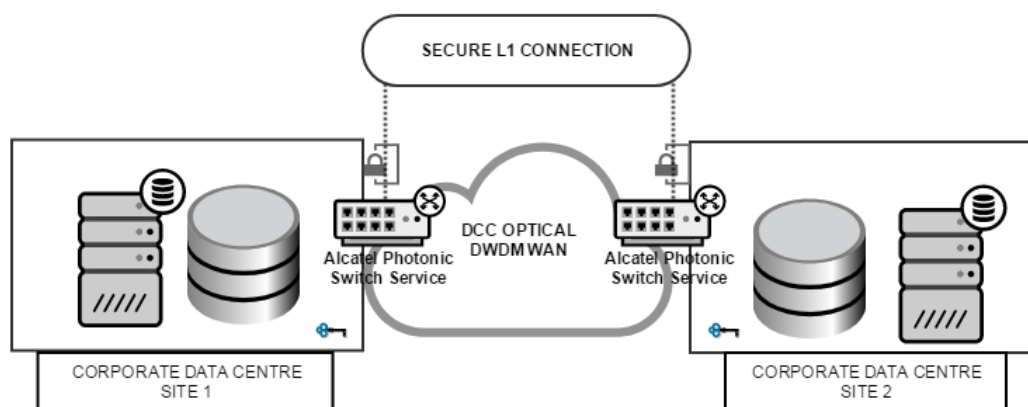 SECURE L1 CONNECTION
DCC OPTICAL
DWDM WAN
Alcatel Photonic
Switch Service
Alcatel Photonic
Switch Service
CORPORATE DATA CENTRE
SITE 1
CORPORATE DATA CENTRE
SITE 2